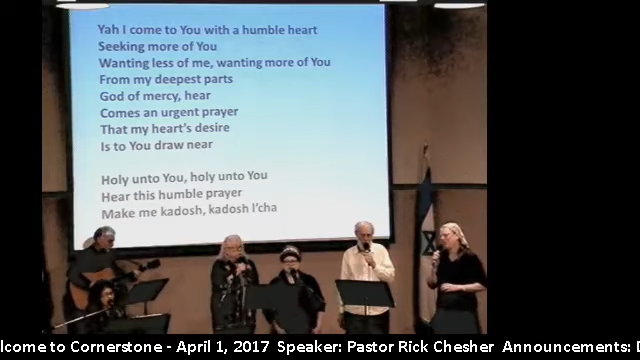 Yah I come to You with a humble heart
Seeking more of You
Wanting less of me, wanting more of You
From my deepest parts
God of mercy, hear
Comes an urgent prayer
That my heart's desire
Is to You draw near
Holy unto You, holy unto You
Hear this humble prayer
Make me kadosh, kadosh l'cha
lcome to Cornerstone - April 1, 2017 Speaker: Pastor Rick Chesher Announcements: